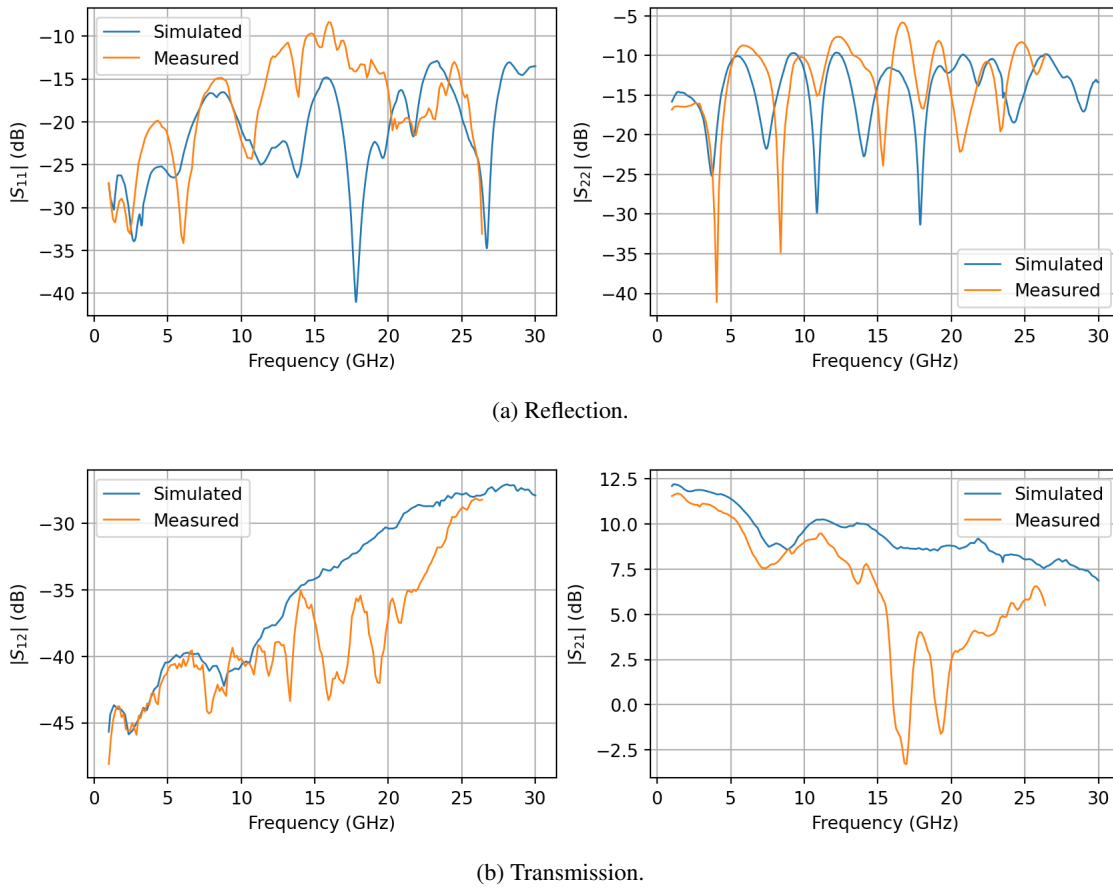 Simulated
Measured
−10
−15
−20
−25
−30
−35
−40
|S11| (dB)
0 5 10 15 20 25 30
Frequency (GHz)
−5
−10
−15
−20
−25
−30
−35
−40
|S22| (dB)
Simulated
Measured
0 5 10 15 20 25 30
Frequency (GHz)
(a) Reflection.
Simulated
Measured
−30
−35
−40
−45
|S12| (dB)
0 5 10 15 20 25 30
Frequency (GHz)
12.5
10.0
7.5
5.0
2.5
0.0
−2.5
|S21| (dB)
Simulated
Measured
0 5 10 15 20 25 30
Frequency (GHz)
(b) Transmission.